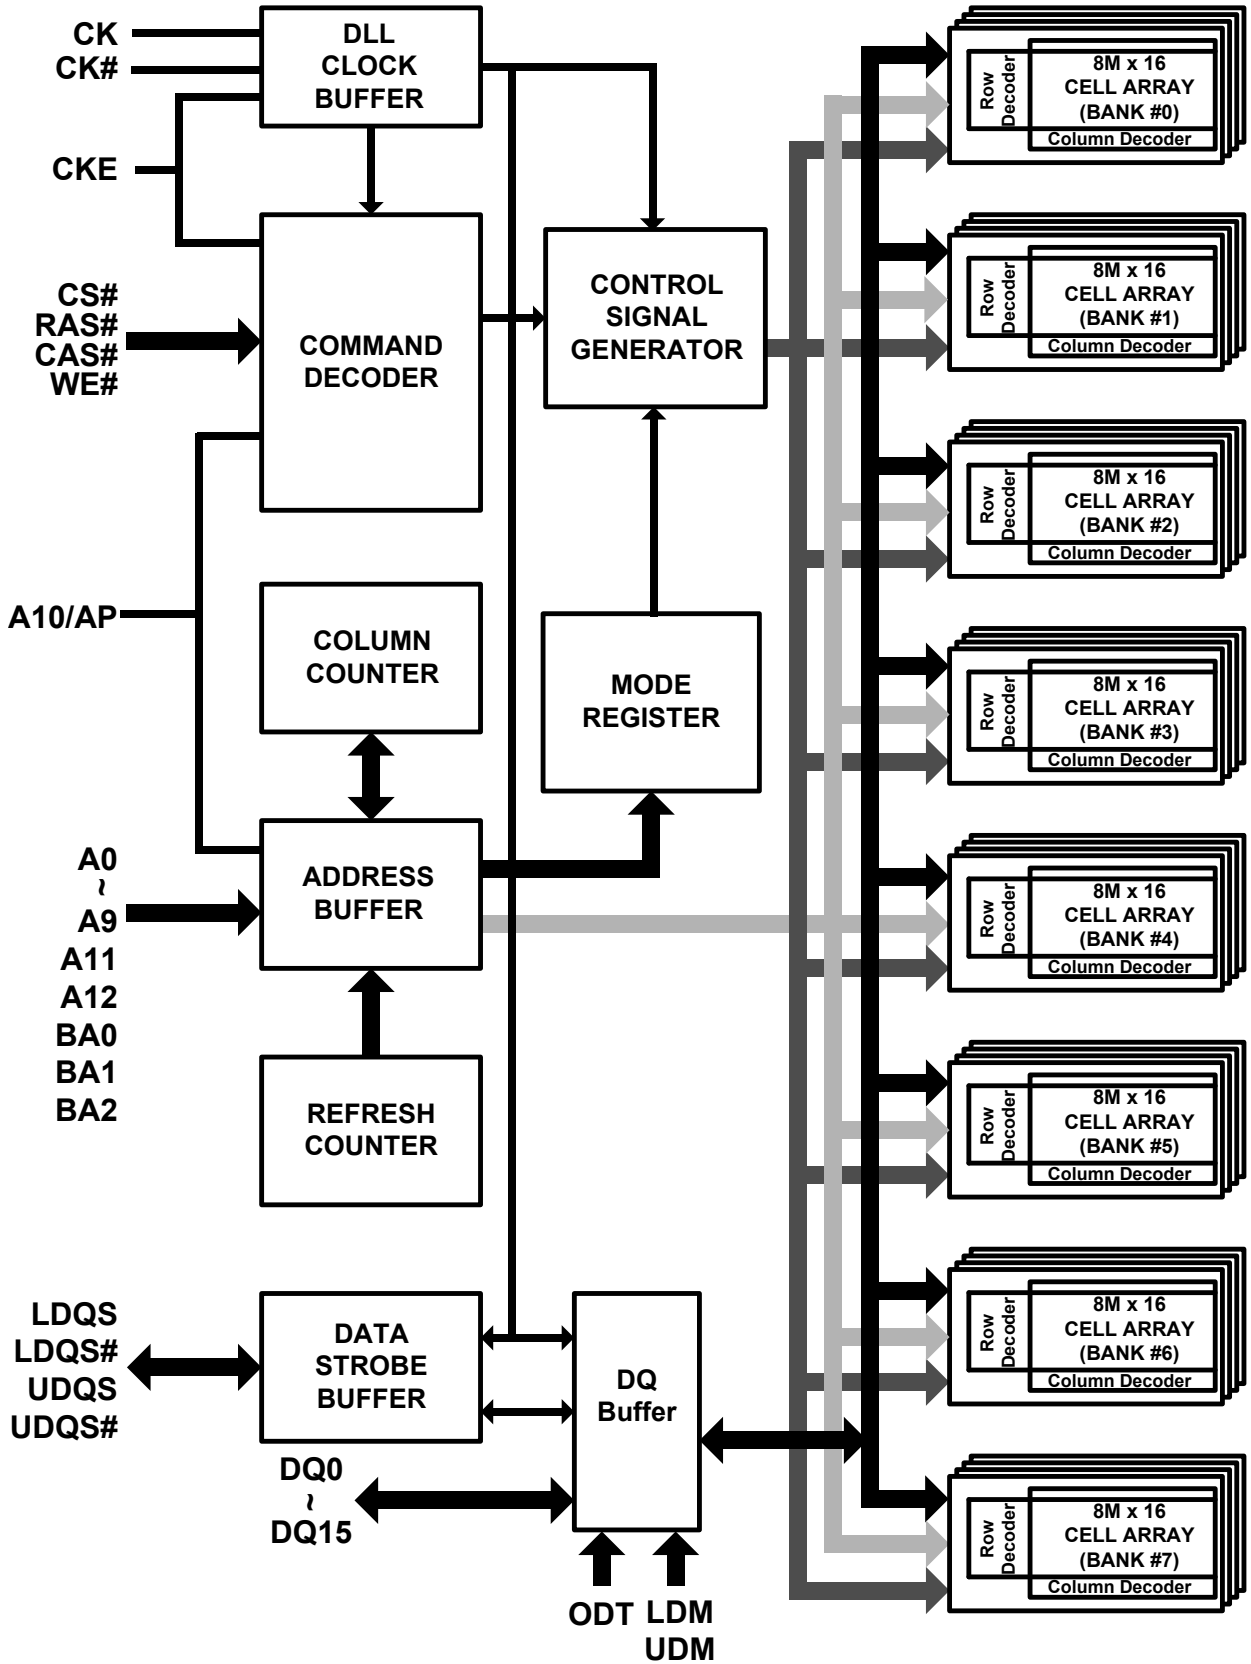 CK
CK#
CKE
CS#
RAS#
CAS#
WE#
A10/AP
A0
~
A9
A11
A12
BA0
BA1
BA2
LDQS
LDQS#
UDQS
UDQS#
DQ0
~
DQ15
DLL
CLOCK
BUFFER
COMMAND
DECODER
COLUMN
COUNTER
ADDRESS
BUFFER
REFRESH
COUNTER
DATA
STROBE
BUFFER
CONTROL
SIGNAL
GENERATOR
MODE
REGISTER
DQ
Buffer
ODT
LDM
UDM
Row
Decoder
8M x 16
CELL ARRAY
(BANK #0)
Column Decoder
Row
Decoder
8M x 16
CELL ARRAY
(BANK #1)
Column Decoder
Row
Decoder
8M x 16
CELL ARRAY
(BANK #2)
Column Decoder
Row
Decoder
8M x 16
CELL ARRAY
(BANK #3)
Column Decoder
Row
Decoder
8M x 16
CELL ARRAY
(BANK #4)
Column Decoder
Row
Decoder
8M x 16
CELL ARRAY
(BANK #5)
Column Decoder
Row
Decoder
8M x 16
CELL ARRAY
(BANK #6)
Column Decoder
Row
Decoder
8M x 16
CELL ARRAY
(BANK #7)
Column Decoder